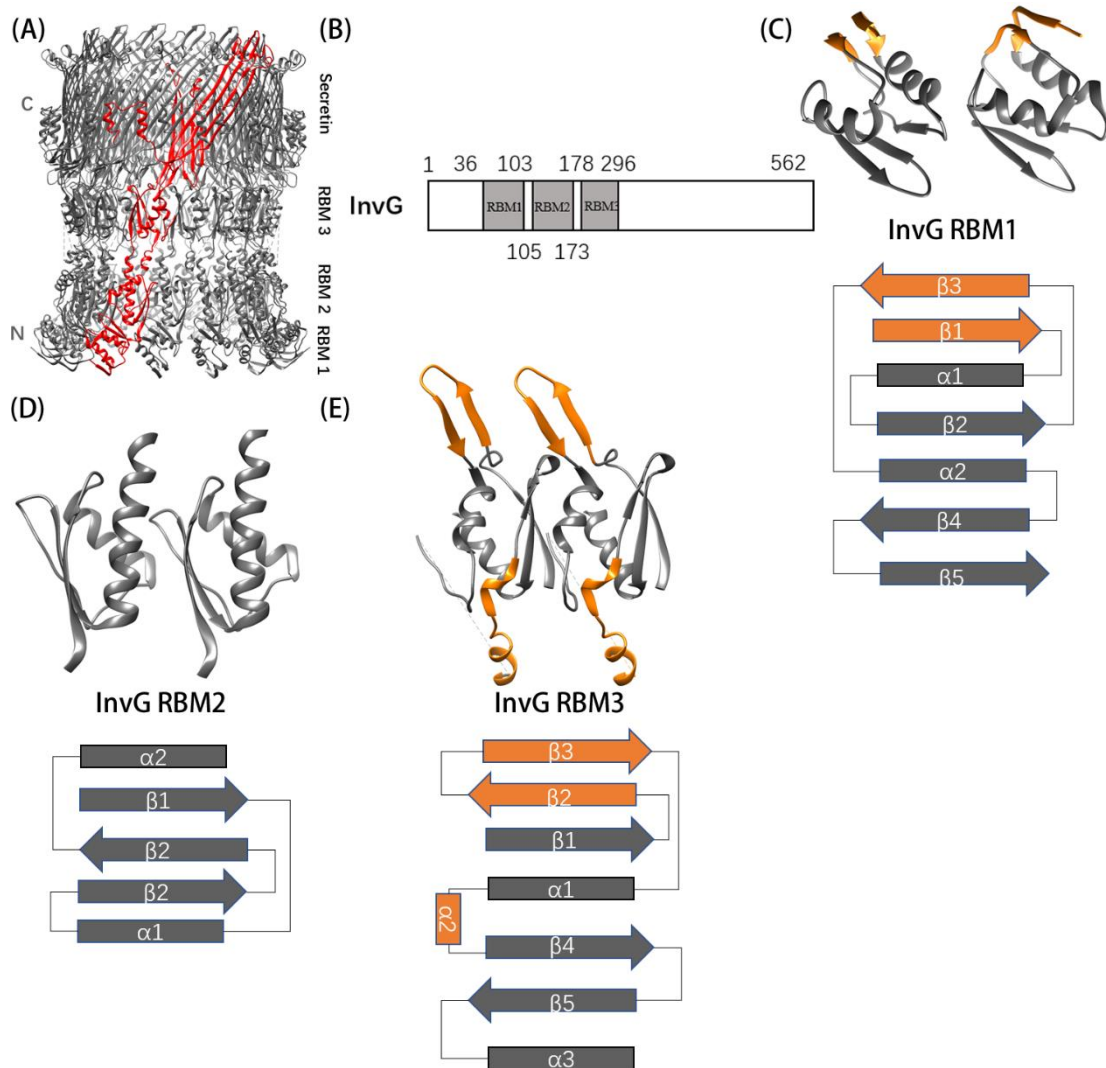 (A)
C
N
Secretin
RBM 3
RBM 2
RBM 1
(B)
1 36 103 178 296 562
InvG
RBM1 RBM2 RBM3
105 173
(C)
InvG RBM1
β3
β1
α1
β2
α2
β4
β5
(D)
InvG RBM2
α2
β1
β2
β2
α1
(E)
InvG RBM3
β3
β2
β1
α1
α2
β4
β5
α3